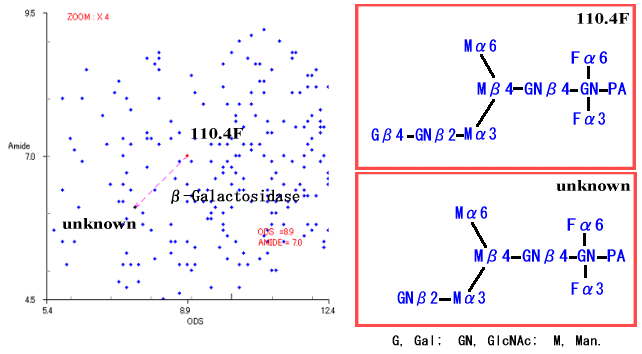 9.5
ZOOM : X 4
110.4F
Amide
7.0
β-Galactosidase
unknown
ODS =8.9
AMIDE = 7.0
4.5
5.4
8.9
12.4
ODS
110.4F
Mα6
Fα6
Mβ4-GNβ4-GN-PA
Gβ4-GNβ2-Mα3
Fα3
unknown
Mα6
Fα6
Mβ4-GNβ4-GN-PA
GNβ2-Mα3
Fα3
G, Gal; GN, GlcNAc; M, Man.